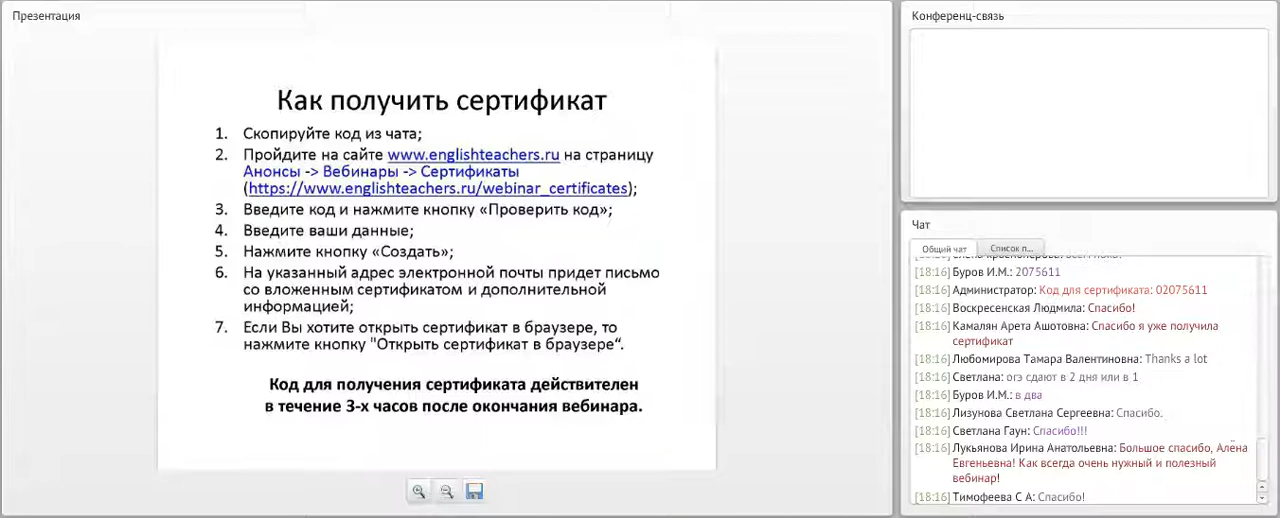 Презентация
Как получить сертификат
1. Скопируйте код из чата;
2. Пройдите на сайте www.englishteachers.ru на страницу
Анонсы -> Вебинары -> Сертификаты
(https://www.englishteachers.ru/webinar_certificates);
3. Введите код и нажмите кнопку «Проверить код»;
4. Введите ваши данные;
5. Нажмите кнопку «Создать»;
6. На указанный адрес электронной почты придет письмо
со вложенным сертификатом и дополнительной
информацией;
7. Если Вы хотите открыть сертификат в браузере, то
нажмите кнопку "Открыть сертификат в браузере“.
Код для получения сертификата действителен
в течение 3-х часов после окончания вебинара.
Конференц-связь
Чат
Общий чат Список п...
[18:16] Буров И.М.: 2075611
[18:16] Администратор: Код для сертификата: 02075611
[18:16] Воскресенская Людмила: Спасибо!
[18:16] Камалян Арета Ашотовна: Спасибо я уже получила
сертификат
[18:16] Любомирова Тамара Валентиновна: Thanks a lot
[18:16] Светлана: огэ сдают в 2 дня или в 1
[18:16] Буров И.М.: в два
[18:16] Лизунова Светлана Сергеевна: Спасибо.
[18:16] Светлана Гаун: Спасибо!!!
[18:16] Лукьянова Ирина Анатольевна: Большое спасибо, Алёна
Евгеньевна! Как всегда очень нужный и полезный
вебинар!
[18:16] Тимофеева С А: Спасибо!